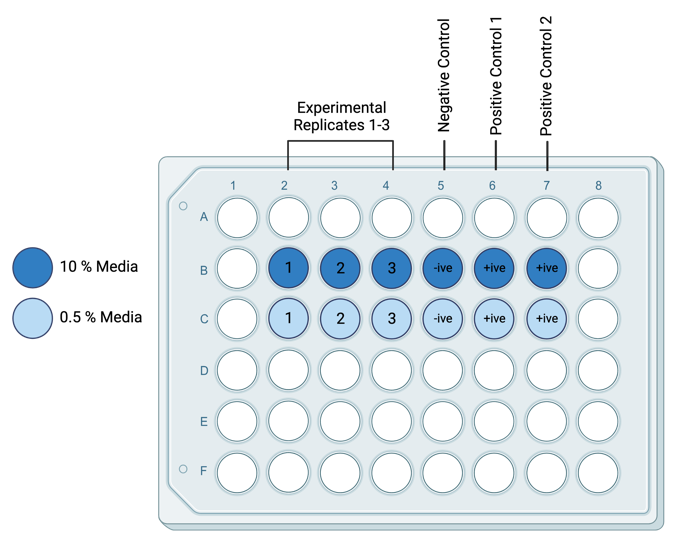 Negative Control
Positive Control 1
Positive Control 2
Experimental
Replicates 1-3
1 2 3 4 5 6 7 8
A
10 % Media
B 1 2 3 -ive +ive +ive
0.5 % Media
C 1 2 3 -ive +ive +ive
D
E
F